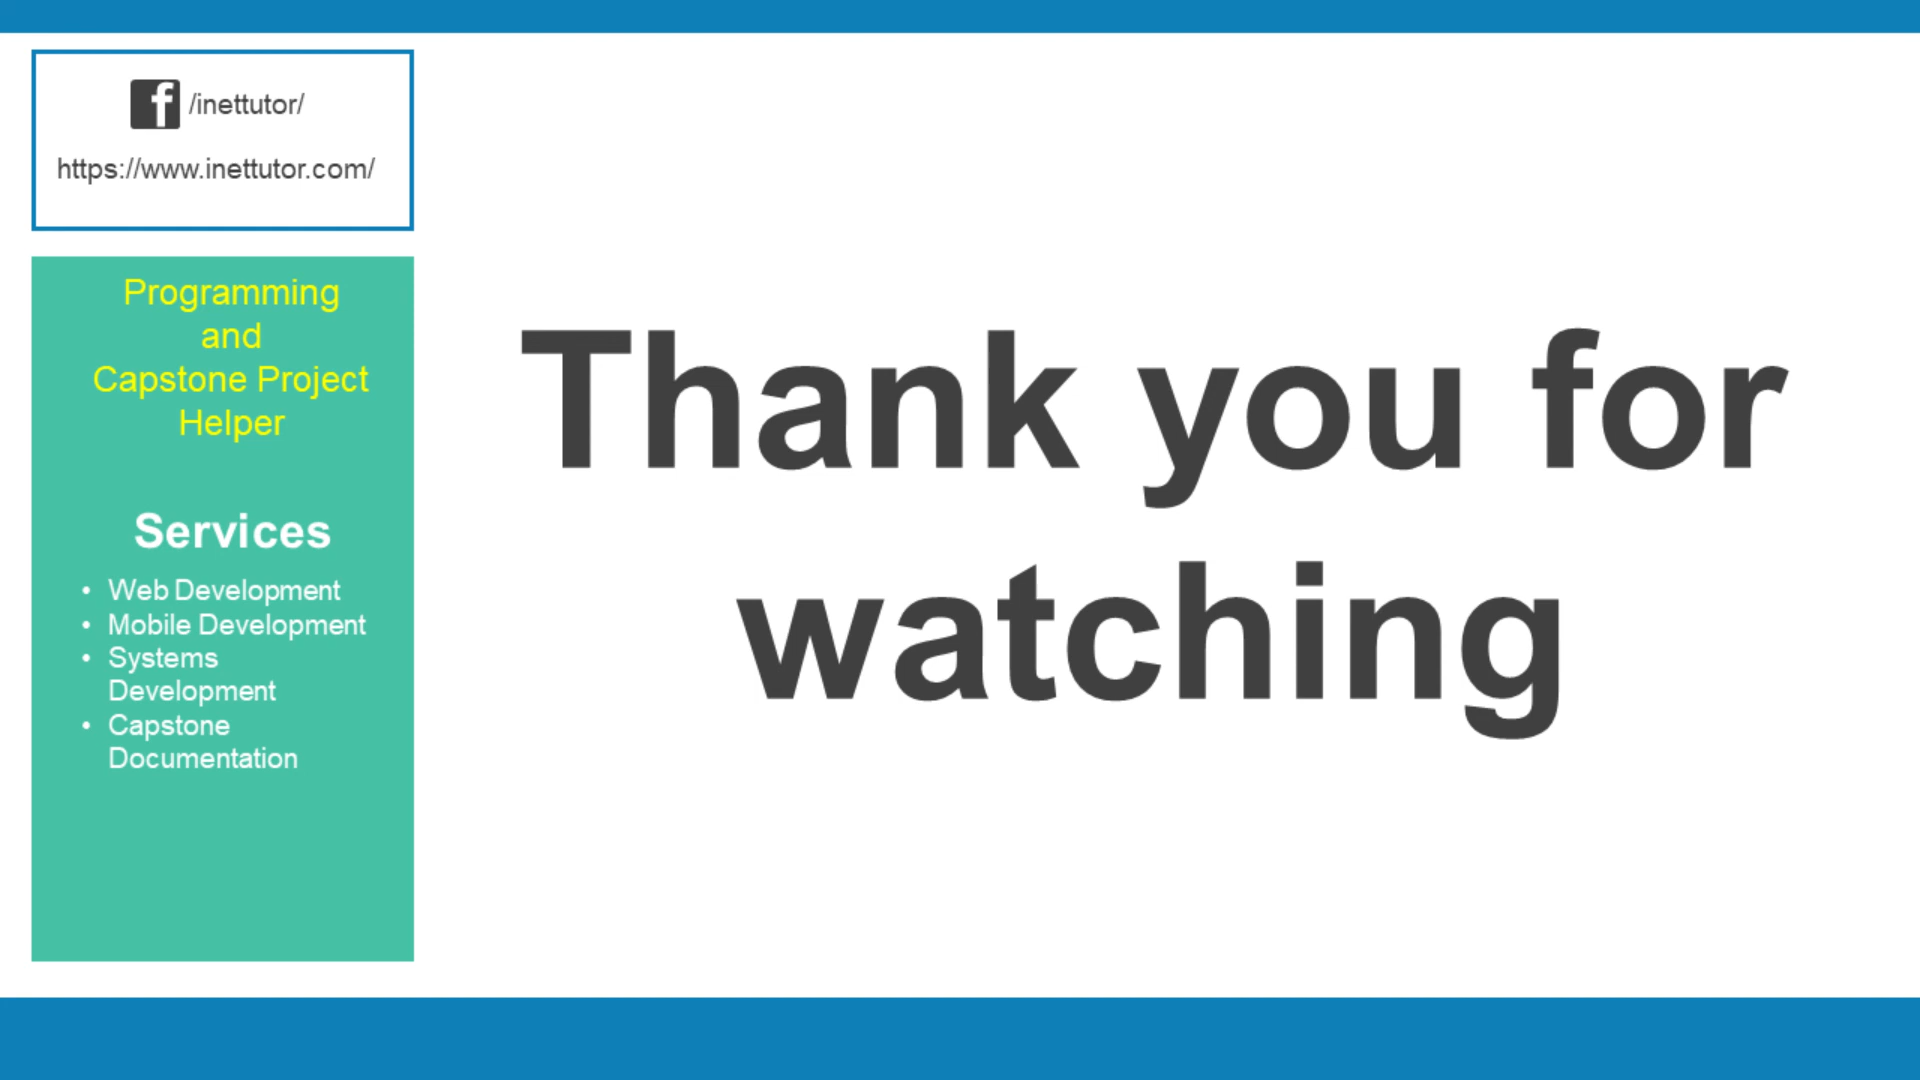 /inettutor/
https://www.inettutor.com/
Programming
and
Capstone Project
Helper
Services
• Web Development
• Mobile Development
• Systems
Development
• Capstone
Documentation
Thank you for
watching